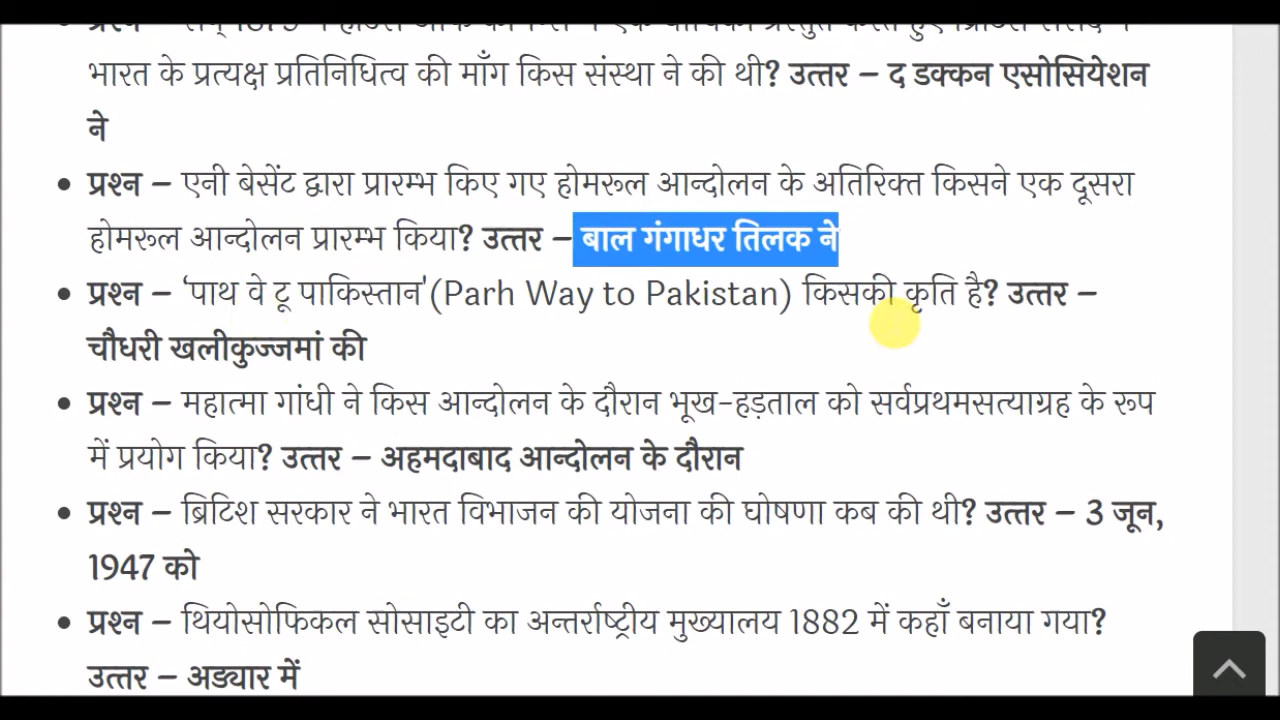 भारत के प्रत्यक्ष प्रतिनिधित्व की माँग किस संस्था ने की थी? उत्तर – द डक्कन एसोसियेशन
ने
प्रश्न – एनी बेसेंट द्वारा प्रारम्भ किए गए होमरूल आन्दोलन के अतिरिक्त किसने एक दूसरा
होमरूल आन्दोलन प्रारम्भ किया? उत्तर – बाल गंगाधर तिलक ने
प्रश्न – ‘पाथ वे टू पाकिस्तान'(Parh Way to Pakistan) किसकी कृति है? उत्तर –
चौधरी खलीकुज्जमां की
प्रश्न – महात्मा गांधी ने किस आन्दोलन के दौरान भूख-हड़ताल को सर्वप्रथमसत्याग्रह के रूप
में प्रयोग किया? उत्तर – अहमदाबाद आन्दोलन के दौरान
प्रश्न – ब्रिटिश सरकार ने भारत विभाजन की योजना की घोषणा कब की थी? उत्तर – 3 जून,
1947 को
प्रश्न – थियोसोफिकल सोसाइटी का अन्तर्राष्ट्रीय मुख्यालय 1882 में कहाँ बनाया गया?
उत्तर – अड्यार में